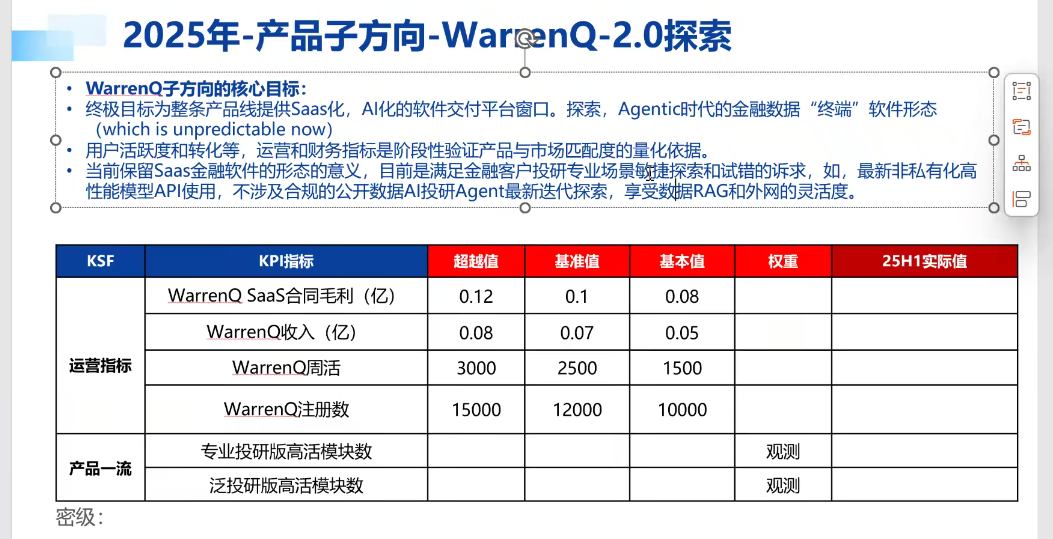 2025年-产品子方向-WarrenQ-2.0探索
• WarrenQ子方向的核心目标：
• 终极目标为整条产品线提供Saas化，AI化的软件交付平台窗口。探索，Agentic时代的金融数据“终端”软件形态
（which is unpredictable now）
• 用户活跃度和转化等，运营和财务指标是阶段性验证产品与市场匹配度的量化依据。
• 当前保留Saas金融软件的形态的意义，目前是满足金融客户投研专业场景敏捷探索和试错的诉求，如，最新非私有化高
性能模型API使用，不涉及合规的公开数据AI投研Agent最新迭代探索，享受数据RAG和外网的灵活度。
KSF KPI指标 超越值 基准值 基本值 权重 25H1实际值
运营指标
WarrenQ SaaS合同毛利（亿） 0.12 0.1 0.08
WarrenQ收入（亿） 0.08 0.07 0.05
WarrenQ周活 3000 2500 1500
WarrenQ注册数 15000 12000 10000
产品一流
专业投研版高活模块数 观测
泛投研版高活模块数 观测
密级：